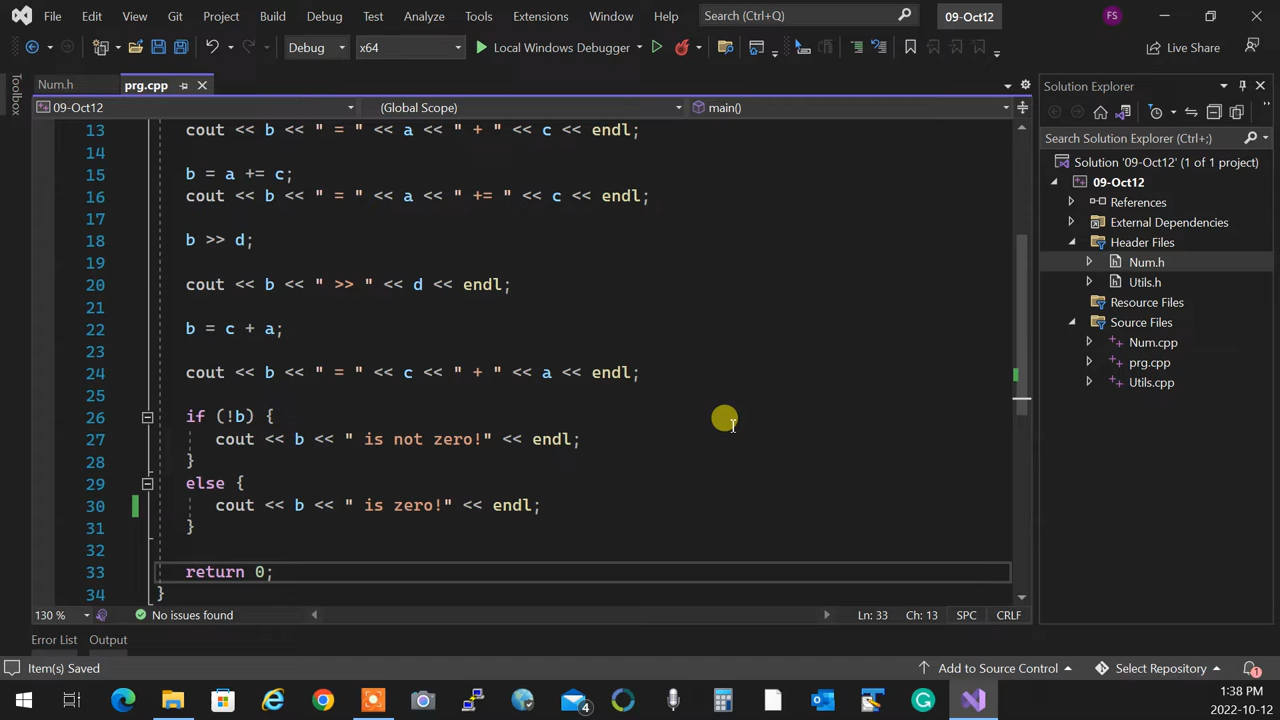 File Edit View Git Project Build Debug Test Analyze Tools Extensions Window Help Search (Ctrl+Q) 09-Oct12 FS
Debug x64 Local Windows Debugger Live Share
Toolbox
Num.h prg.cpp
09-Oct12 (Global Scope) main()
13 cout << b << " = " << a << " + " << c << endl;
14
15 b = a += c;
16 cout << b << " = " << a << " += " << c << endl;
17
18 b >> d;
19
20 cout << b << " >> " << d << endl;
21
22 b = c + a;
23
24 cout << b << " = " << c << " + " << a << endl;
25
26 if (!b) {
27 cout << b << " is not zero!" << endl;
28 }
29 else {
30 cout << b << " is zero!" << endl;
31 }
32
33 return 0;
34 }
130 % No issues found Ln: 33 Ch: 13 SPC CRLF
Error List Output
Solution Explorer
Search Solution Explorer (Ctrl+;)
Solution '09-Oct12' (1 of 1 project)
09-Oct12
References
External Dependencies
Header Files
Num.h
Utils.h
Resource Files
Source Files
Num.cpp
prg.cpp
Utils.cpp
Item(s) Saved Add to Source Control Select Repository 1
4
1:38 PM
2022-10-12